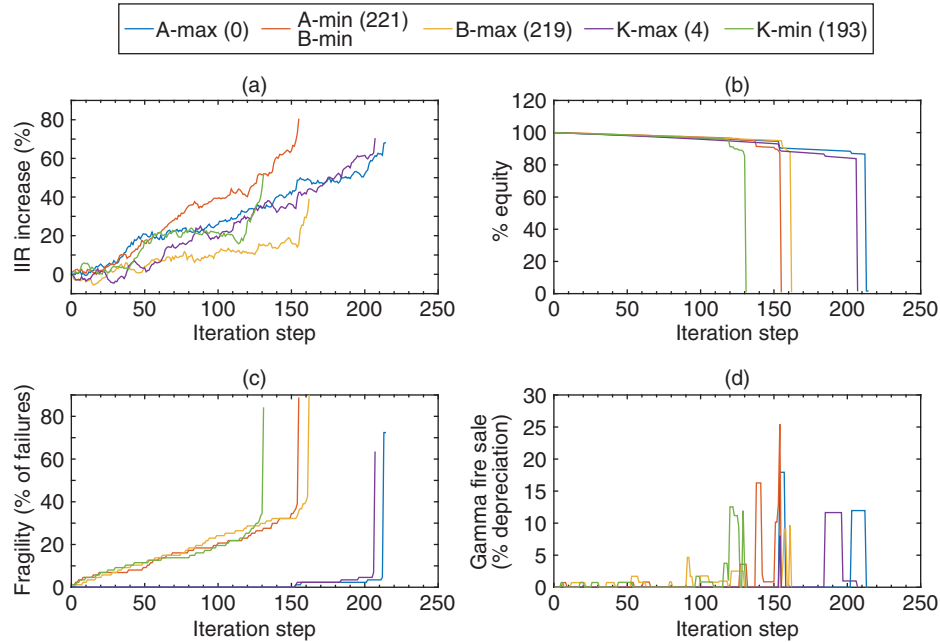 A-max (0)
A-min (221)
B-min
B-max (219)
K-max (4)
K-min (193)
(a)
IIR increase (%)
80
60
40
20
0
0 50 100 150 200 250
Iteration step
(b)
% equity
120
100
80
60
40
20
0
0 50 100 150 200 250
Iteration step
(c)
Fragility (% of failures)
80
60
40
20
0
0 50 100 150 200 250
Iteration step
(d)
Gamma fire sale
(% depreciation)
30
25
20
15
10
5
0
0 50 100 150 200 250
Iteration step